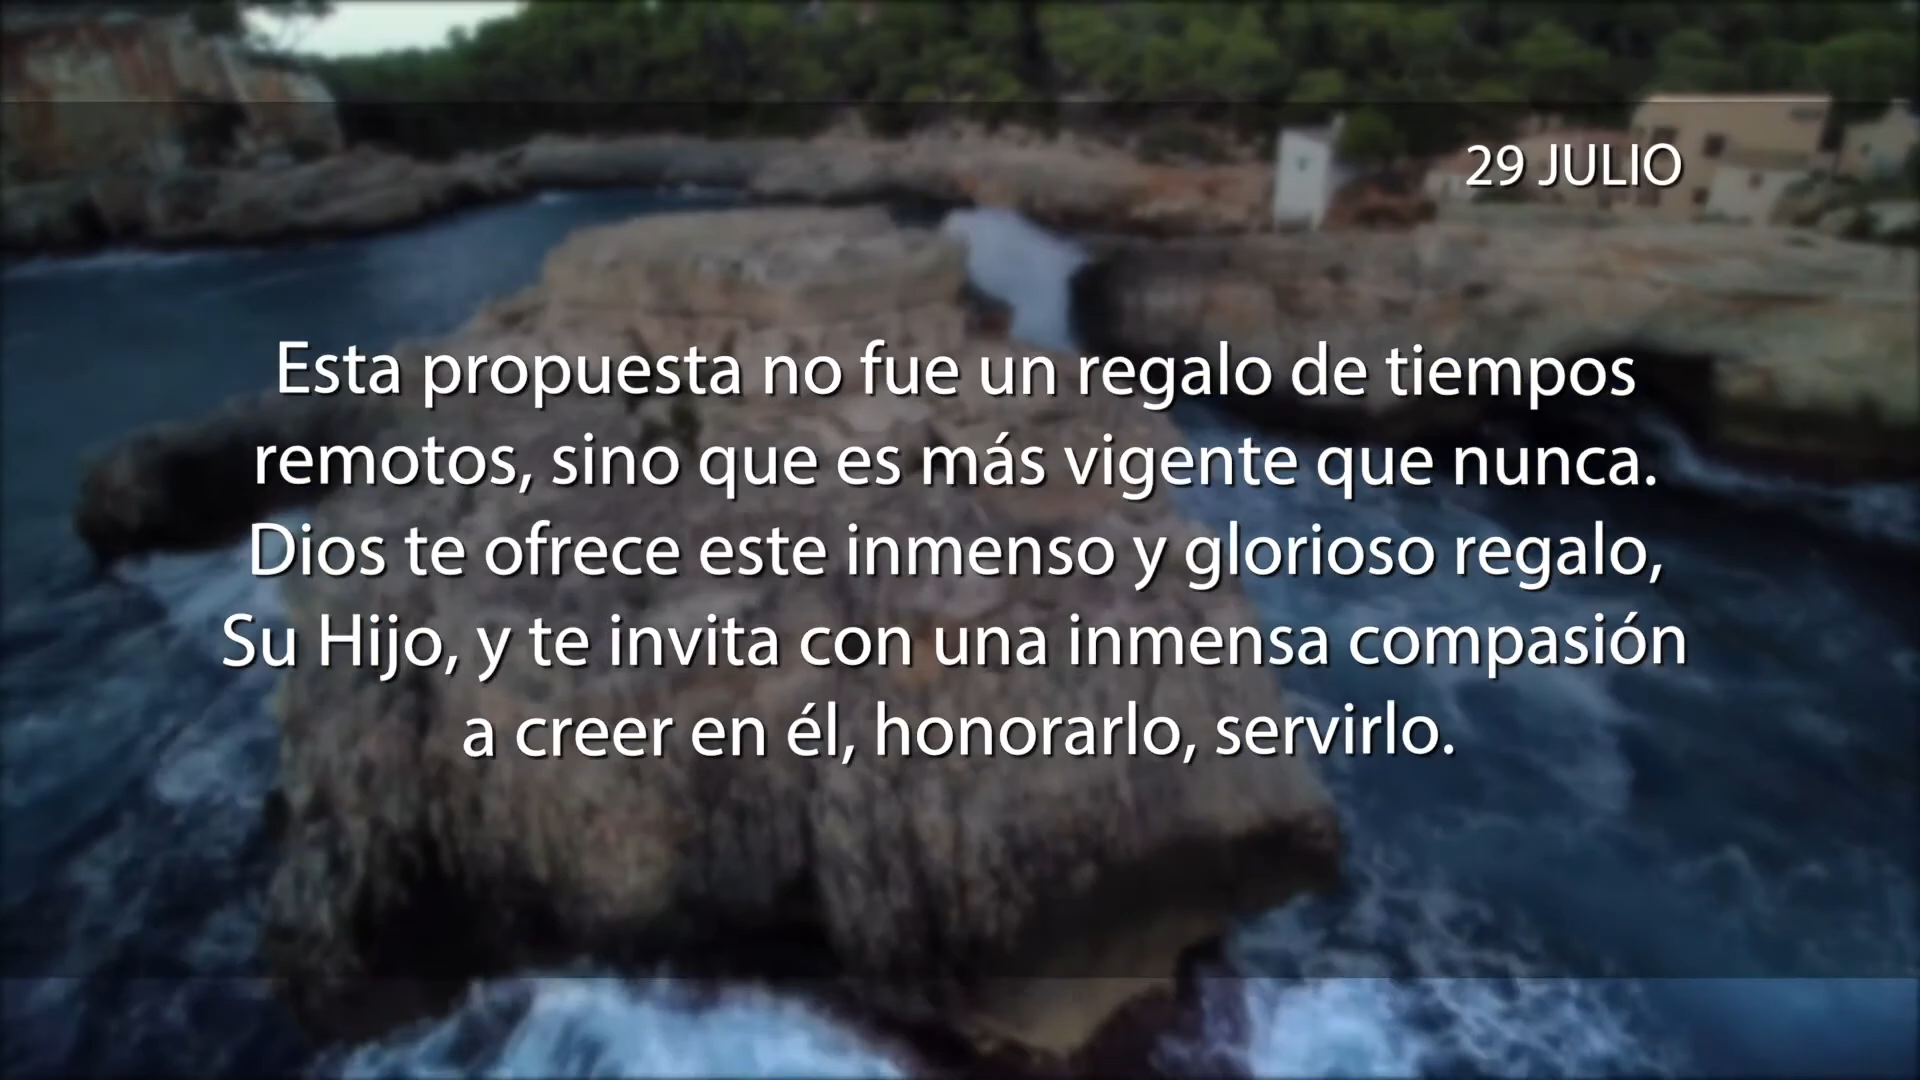 29 JULIO
Esta propuesta no fue un regalo de tiempos
remotos, sino que es más vigente que nunca.
Dios te ofrece este inmenso y glorioso regalo,
Su Hijo, y te invita con una inmensa compasión
a creer en él, honorarlo, servirlo.